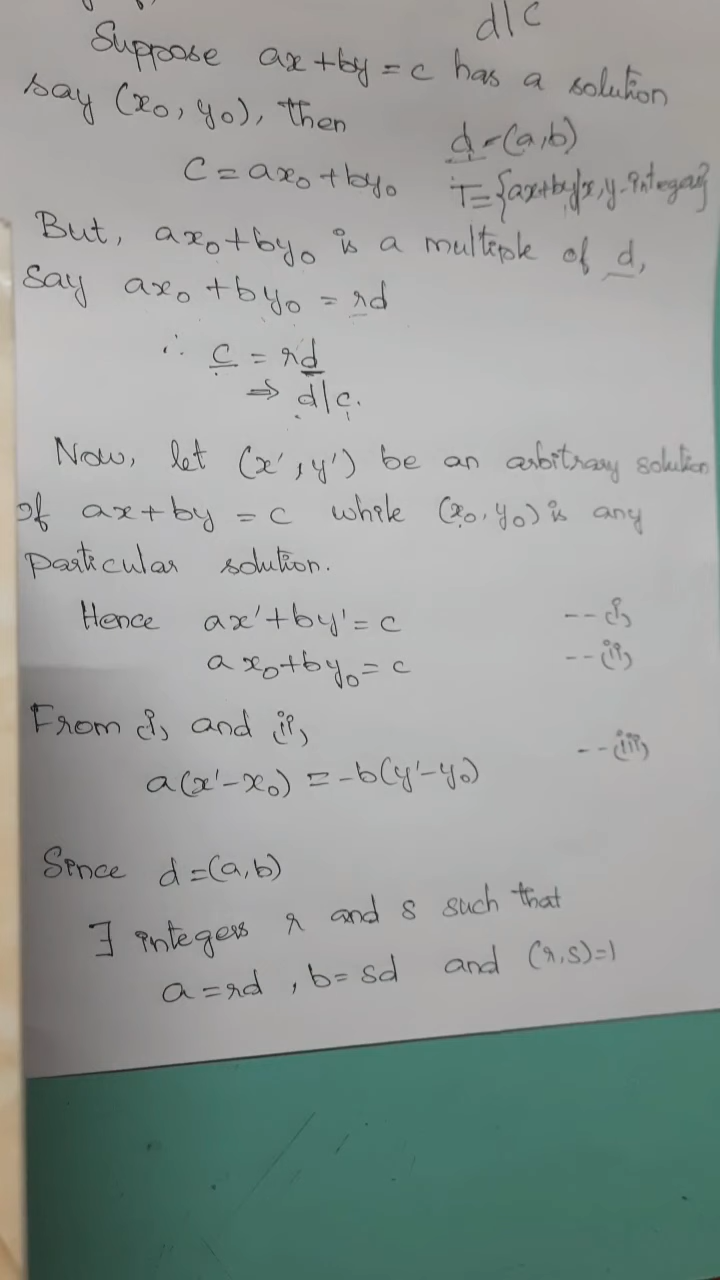 d|c
Suppose ax+by=c has a solution
say (x₀, y₀), then
d=(a,b)
c = ax₀+by₀
T={ax+by|x,y-integer}
But, ax₀+by₀ is a multiple of d,
say ax₀+by₀ = rd
∴ c = rd
⇒ d|c.
Now, let (x', y') be an arbitrary solution
of ax+by = c while (x₀, y₀) is any
particular solution.
Hence ax'+by'=c --i)
ax₀+by₀=c --ii)
From i) and ii)
a(x'-x₀) = -b(y'-y₀) --iii)
Since d=(a,b)
∃ integers r and s such that
a=rd, b=sd and (r,s)=1